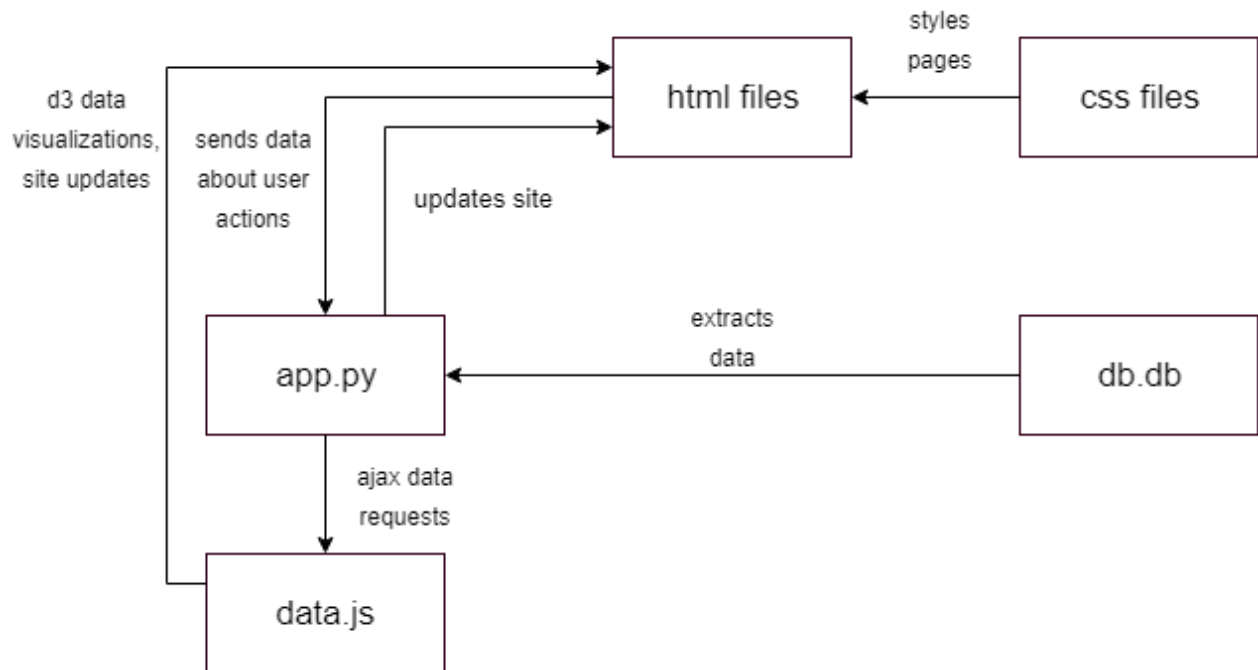 styles
pages
html files
css files
d3 data
visualizations,
site updates
sends data
about user
actions
updates site
extracts
data
app.py
db.db
ajax data
requests
data.js